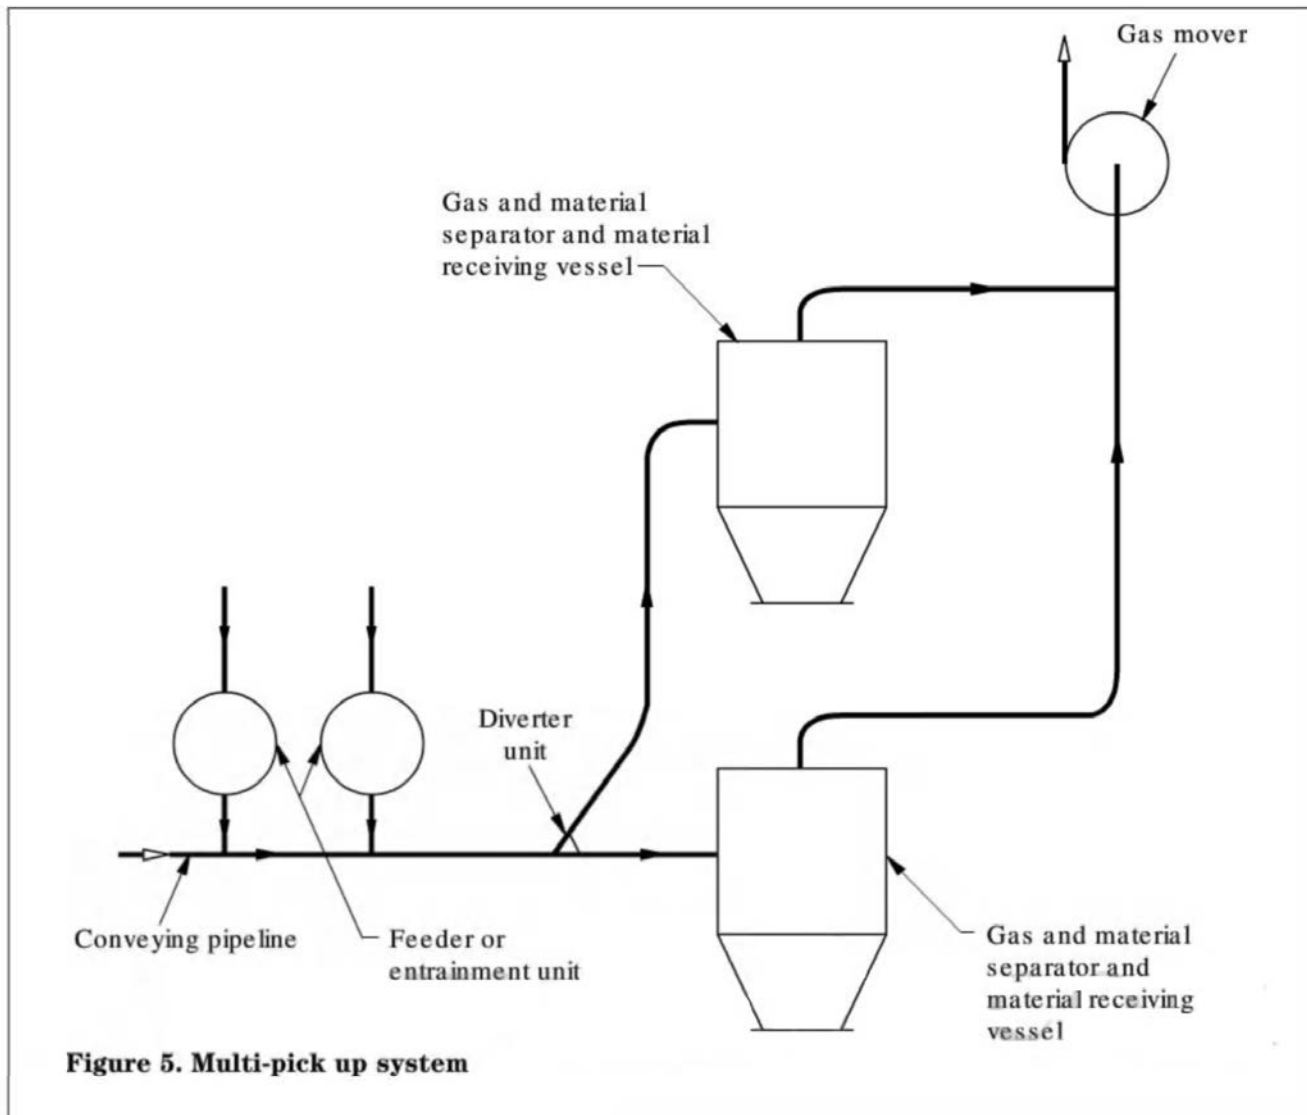 Gas mover
Gas and material
separator and material
receiving vessel
Diverter
unit
Conveying pipeline
Feeder or
entrainment unit
Gas and material
separator and
material receiving
vessel
Figure 5. Multi-pick up system